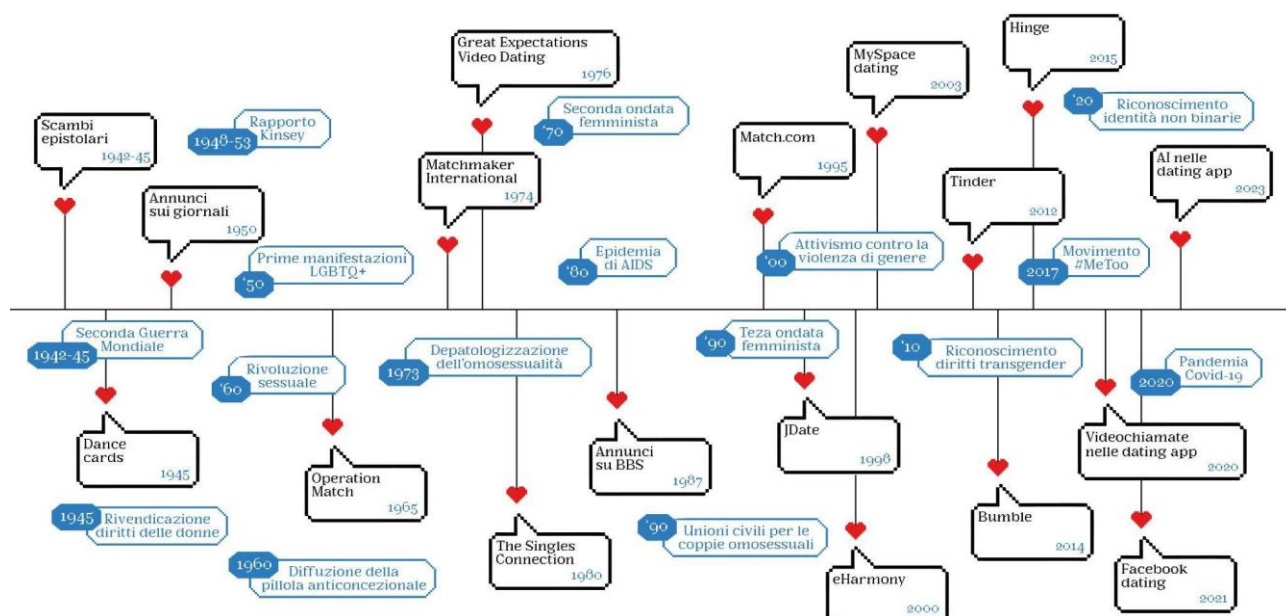 Great Expectations
Video Dating
1976
MySpace
dating
2003
Hinge
2015
Scambi
epistolari
1942-45
1948-53
Rapporto
Kinsey
'70
Seconda ondata
femminista
Match.com
1995
'20
Riconoscimento
identità non binarie
Annunci
sui giornali
1950
Matchmaker
International
1974
Tinder
2012
AI nelle
dating app
2023
'50
Prime manifestazioni
LGBTQ+
'80
Epidemia
di AIDS
'00
Attivismo contro la
violenza di genere
2017
Movimento
#MeToo
1942-45
Seconda Guerra
Mondiale
'60
Rivoluzione
sessuale
1973
Depatologizzazione
dell'omosessualità
'90
Teza ondata
femminista
'10
Riconoscimento
diritti transgender
2020
Pandemia
Covid-19
Dance
cards
1945
Operation
Match
1965
Annunci
su BBS
1987
JDate
1998
Videochiamate
nelle dating app
2020
1945
Rivendicazione
diritti delle donne
1960
Diffuzione della
pillola anticoncezionale
The Singles
Connection
1980
'90
Unioni civili per le
coppie omosessuali
eHarmony
2000
Bumble
2014
Facebook
dating
2021